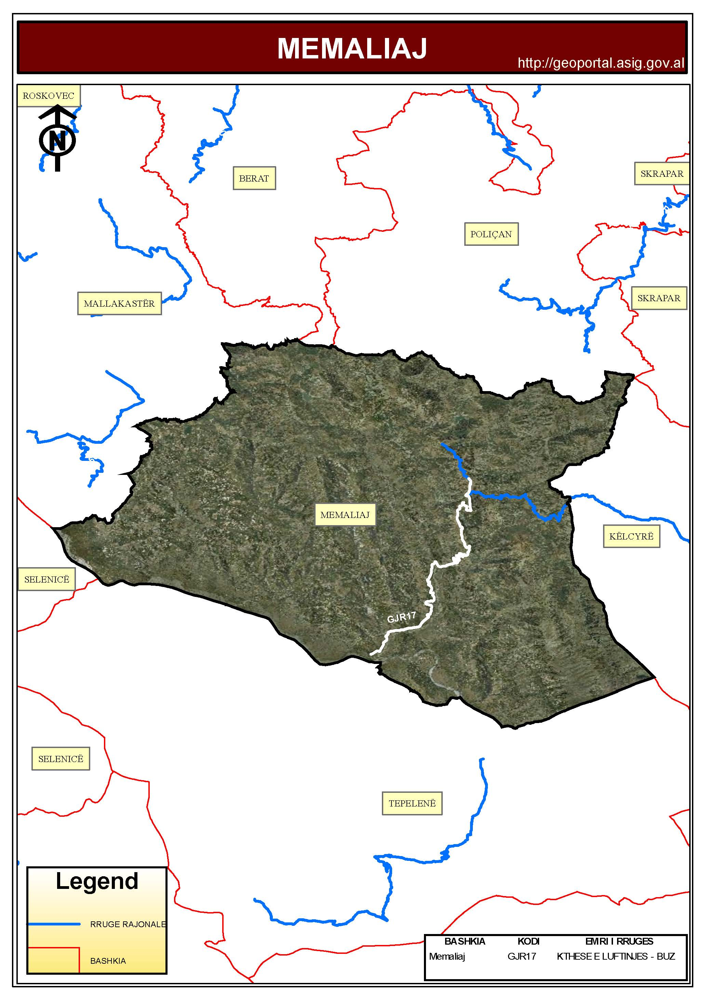 MEMALIAJ
http://geoportal.asig.gov.al
ROSKOVEC
N
BERAT
SKRAPAR
POLIÇAN
MALLAKASTËR
SKRAPAR
MEMALIAJ
KËLCYRË
SELENICË
GJR17
SELENICË
TEPELENË
Legend
RRUGE RAJONALE
BASHKIA
BASHKIA KODI EMRI I RRUGES
Memaliaj GJR17 KTHESE E LUFTINJES - BUZ